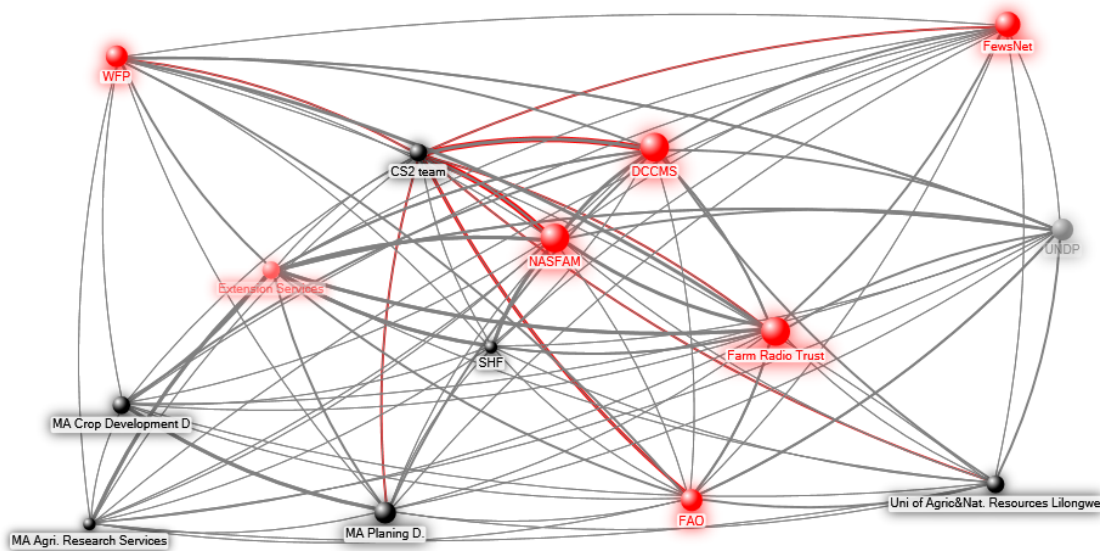 FewsNet
WFP
CS2 team
DCCMS
UNDP
NASFAM
Extension Services
Farm Radio Trust
SHF
MA Crop Development D
Uni of Agric&Nat. Resources Lilongwe
FAO
MA Planing D.
MA Agri. Research Services